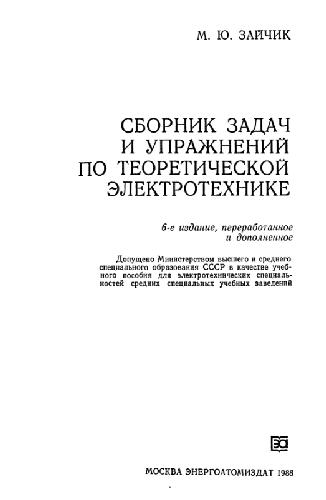 М. Ю. ЗАЙЧИК
СБОРНИК ЗАДАЧ
И УПРАЖНЕНИЙ
ПО ТЕОРЕТИЧЕСКОЙ
ЭЛЕКТРОТЕХНИКЕ
6-е издание, переработанное
и дополненное
Допущено Министерством высшего и среднего
специального образования СССР в качестве учеб-
ного пособия для электротехнических специаль-
ностей средних специальных учебных заведений
МОСКВА ЭНЕРГОАТОМИЗДАТ 1988